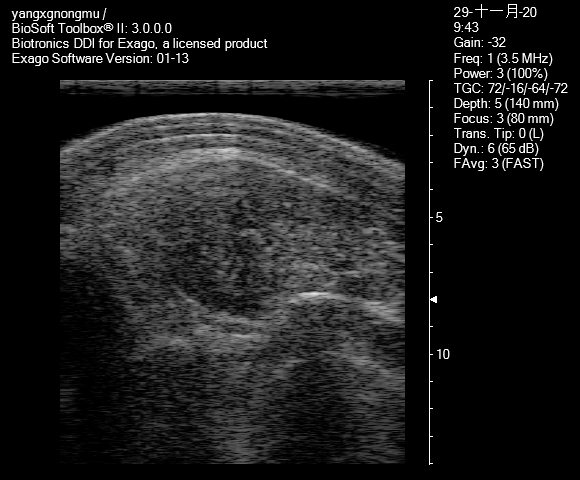 yangxgnongmu /
BioSoft Toolbox® II: 3.0.0.0
Biotronics DDI for Exago, a licensed product
Exago Software Version: 01-13
29-十一月-20
9:43
Gain: -32
Freq: 1 (3.5 MHz)
Power: 3 (100%)
TGC: 72/-16/-64/-72
Depth: 5 (140 mm)
Focus: 3 (80 mm)
Trans. Tip: 0 (L)
Dyn.: 6 (65 dB)
FAvg: 3 (FAST)
5
10